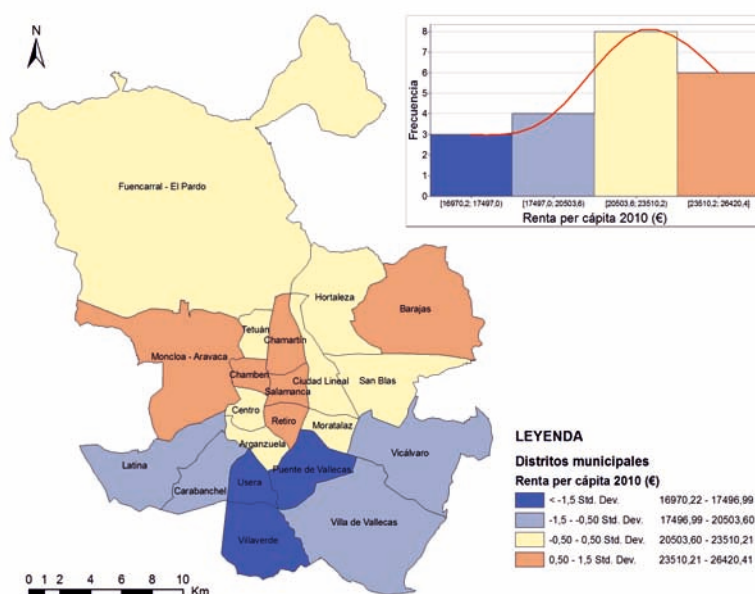 N
Fuencarral - El Pardo
Hortaleza
Barajas
Tetuán
Chamartín
Moncloa - Aravaca
Chamberí
Ciudad Lineal
San Blas
Salamanca
Centro
Retiro
Moratalaz
Arganzuela
Latina
Carabanchel
Usera
Puente de Vallecas
Vicálvaro
Villaverde
Villa de Vallecas
0 1 2 4 6 8 10
Km
Frecuencia
8
7
6
5
4
3
2
1
0
[16970,2; 17497,0) [17497,0; 20503,6) [20503,6; 23510,2) [23510,2; 26420,4]
Renta per cápita 2010 (€)
LEYENDA
Distritos municipales
Renta per cápita 2010 (€)
< -1,5 Std. Dev. 16970,22 - 17496,99
-1,5 - -0,50 Std. Dev. 17496,99 - 20503,60
-0,50 - 0,50 Std. Dev. 20503,60 - 23510,21
0,50 - 1,5 Std. Dev. 23510,21 - 26420,41